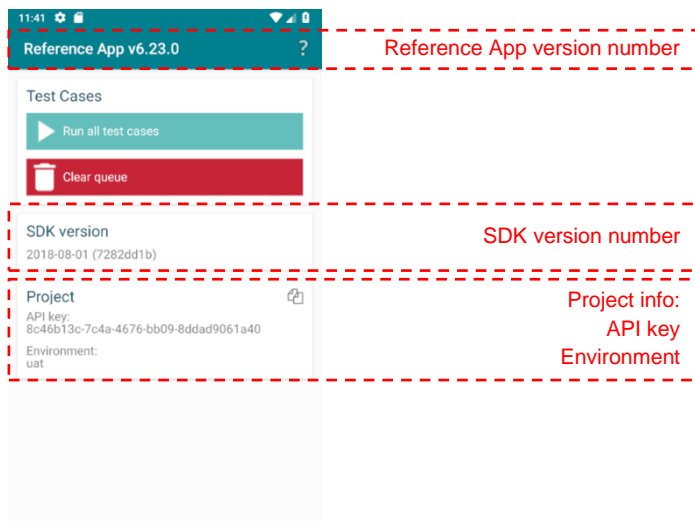 11:41
Reference App v6.23.0 ?
Reference App version number
Test Cases
Run all test cases
Clear queue
SDK version
2018-08-01 (7282dd1b)
SDK version number
Project
API key:
8c46b13c-7c4a-4676-bb09-8ddad9061a40
Environment:
uat
Project info:
API key
Environment